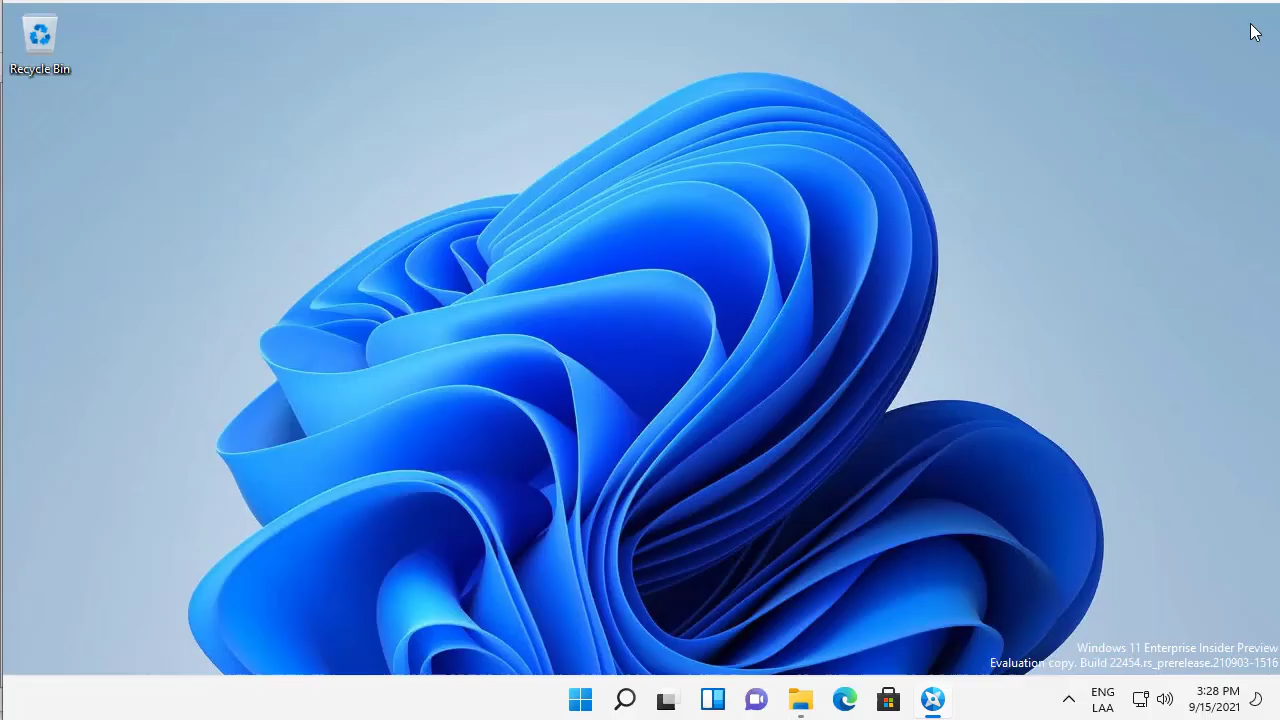 Recycle Bin
Windows 11 Enterprise Insider Preview
Evaluation copy. Build 22454.rs_prerelease.210903-1516
ENG
LAA
3:28 PM
9/15/2021